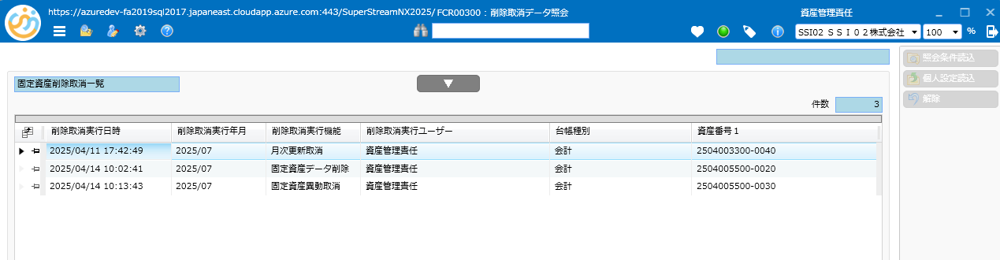 https://azuredev-fa2019sql2017.japaneast.cloudapp.azure.com:443/SuperStreamNX2025/ FCR00300：削除取消データ照会 資産管理責任
SSI02 ＳＳＩ０２株式会社 100 %
照会条件読込
固定資産削除取消一覧 個人設定読込
件数 3 解除
削除取消実行日時 削除取消実行年月 削除取消実行機能 削除取消実行ユーザー 台帳種別 資産番号１
2025/04/11 17:42:49 2025/07 月次更新取消 資産管理責任 会計 2504003300-0040
2025/04/14 10:02:41 2025/07 固定資産データ削除 資産管理責任 会計 2504005500-0020
2025/04/14 10:13:43 2025/07 固定資産異動取消 資産管理責任 会計 2504005500-0030